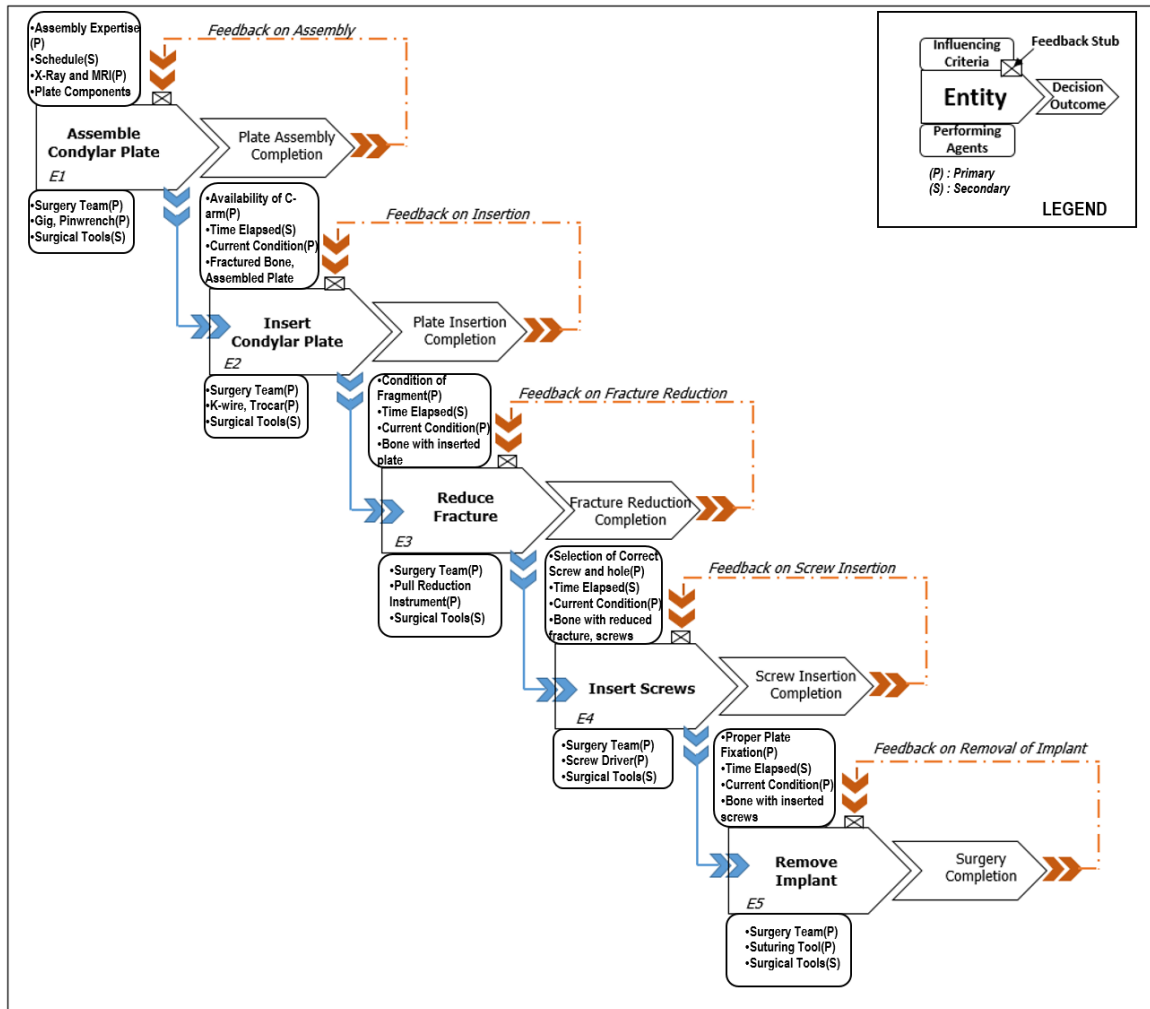 •Assembly Expertise
(P)
•Schedule(S)
•X-Ray and MRI(P)
•Plate Components
Feedback on Assembly
Assemble
Condylar Plate
E1
Plate Assembly
Completion
•Surgery Team(P)
•Gig, Pinwrench(P)
•Surgical Tools(S)
•Availability of C-
arm(P)
•Time Elapsed(S)
•Current Condition(P)
•Fractured Bone,
Assembled Plate
Feedback on Insertion
Insert
Condylar Plate
E2
Plate Insertion
Completion
•Surgery Team(P)
•K-wire, Trocar(P)
•Surgical Tools(S)
•Condition of
Fragment(P)
•Time Elapsed(S)
•Current Condition(P)
•Bone with inserted
plate
Feedback on Fracture Reduction
Reduce
Fracture
E3
Fracture Reduction
Completion
•Surgery Team(P)
•Pull Reduction
Instrument(P)
•Surgical Tools(S)
•Selection of Correct
Screw and hole(P)
•Time Elapsed(S)
•Current Condition(P)
•Bone with reduced
fracture, screws
Feedback on Screw Insertion
Insert Screws
E4
Screw Insertion
Completion
•Surgery Team(P)
•Screw Driver(P)
•Surgical Tools(S)
•Proper Plate
Fixation(P)
•Time Elapsed(S)
•Current Condition(P)
•Bone with inserted
screws
Feedback on Removal of Implant
Remove
Implant
E5
Surgery
Completion
•Surgery Team(P)
•Suturing Tool(P)
•Surgical Tools(S)
Influencing
Criteria
Feedback Stub
Entity
Decision
Outcome
Performing
Agents
(P) : Primary
(S) : Secondary
LEGEND